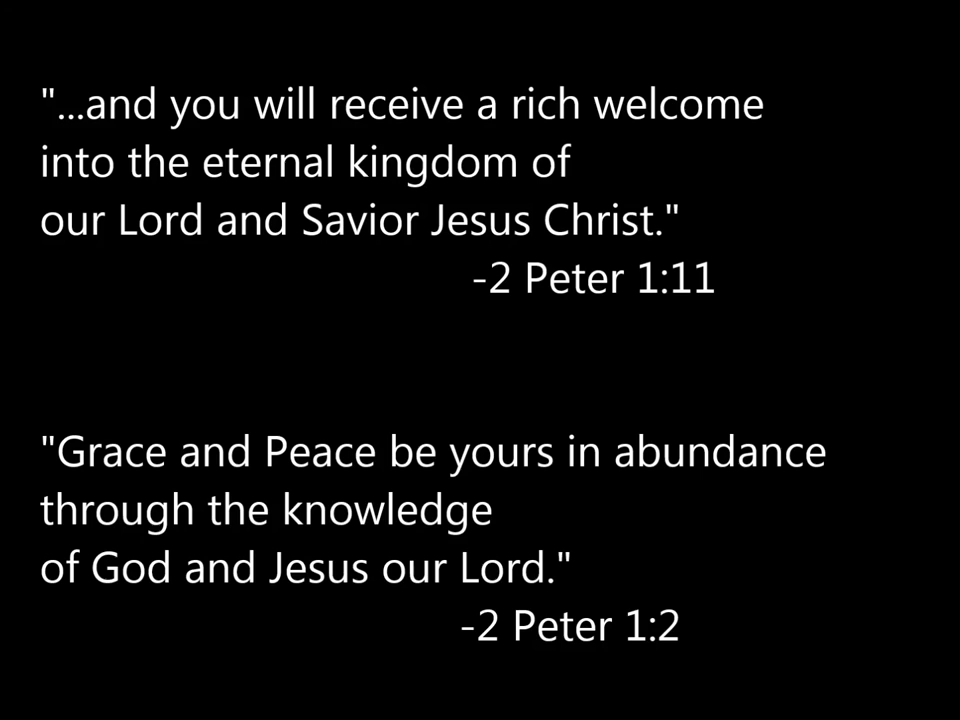 "...and you will receive a rich welcome
into the eternal kingdom of
our Lord and Savior Jesus Christ."
-2 Peter 1:11
"Grace and Peace be yours in abundance
through the knowledge
of God and Jesus our Lord."
-2 Peter 1:2